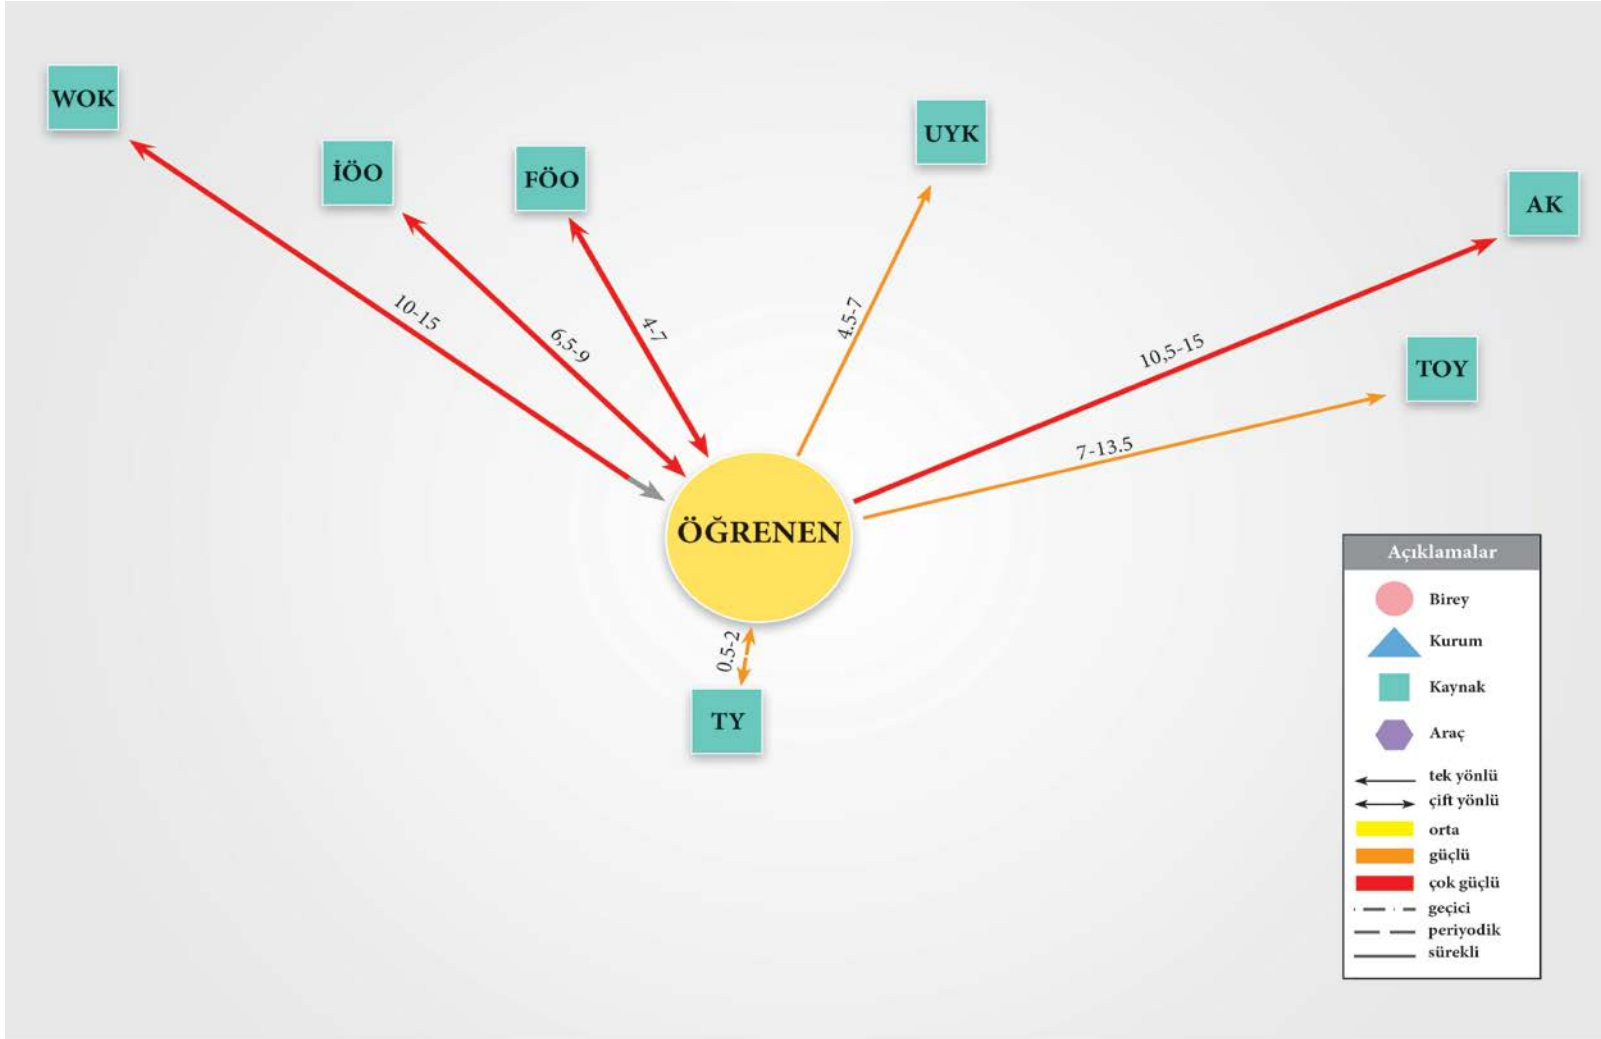 WOK
İÖO
FÖO
UYK
AK
TOY
10-15
6,5-9
4-7
4.5-7
10,5-15
7-13.5
ÖĞRENEN
0.5-2
TY
Açıklamalar
Birey
Kurum
Kaynak
Araç
tek yönlü
çift yönlü
orta
güçlü
çok güçlü
geçici
periyodik
sürekli